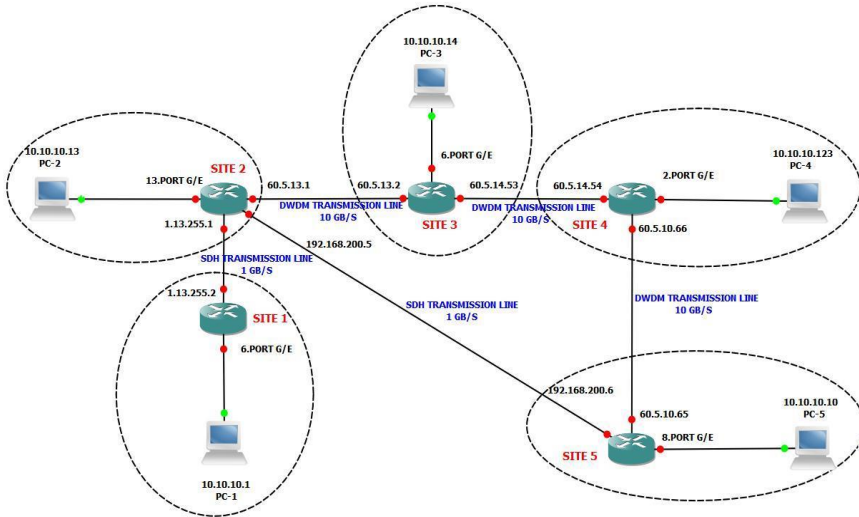 10.10.10.14
PC-3
6.PORT G/E
10.10.10.13
PC-2
13.PORT G/E
SITE 2
60.5.13.1
60.5.13.2
DWDM TRANSMISSION LINE
10 GB/S
SITE 3
60.5.14.53
60.5.14.54
DWDM TRANSMISSION LINE
10 GB/S
SITE 4
2.PORT G/E
10.10.10.123
PC-4
60.5.10.66
1.13.255.1
192.168.200.5
SDH TRANSMISSION LINE
1 GB/S
1.13.255.2
SITE 1
6.PORT G/E
10.10.10.1
PC-1
SDH TRANSMISSION LINE
1 GB/S
DWDM TRANSMISSION LINE
10 GB/S
192.168.200.6
60.5.10.65
SITE 5
8.PORT G/E
10.10.10.10
PC-5